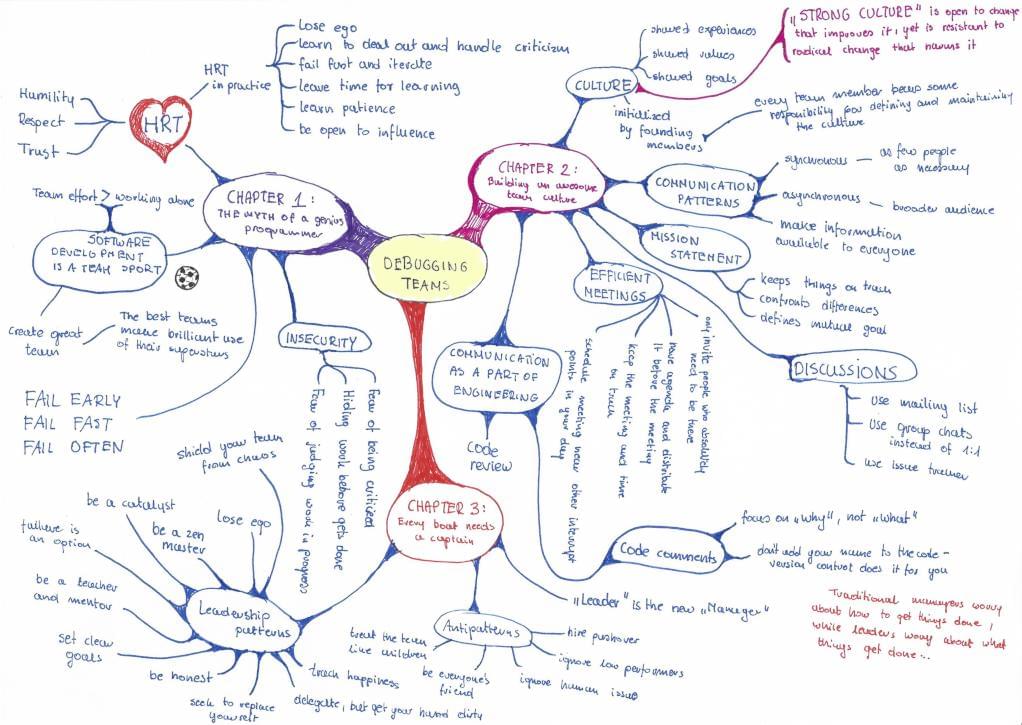 DEBUGGING
TEAMS
CHAPTER 1:
THE MYTH OF A genius
programmer
HRT
Humility
Respect
Trust
HRT
in practice
Lose ego
learn to deal out and handle criticism
fail fast and iterate
leave time for learning
learn patience
be open to influence
Team effort > working alone
SOFTWARE
DEVELOPMENT
IS A TEAM SPORT
create great
team
The best teams
make brilliant use
of their superstars
FAIL EARLY
FAIL FAST
FAIL OFTEN
INSECURITY
Fear of being critized
Hiding work before gets done
Fear of judging work in progress
CHAPTER 2:
Building an awesome
team culture
CULTURE
shared experiances
shared values
shared goals
„STRONG CULTURE" is open to change
that improves it, yet is resistant to
radical change that harms it
initialized
by founding
members
every team member bears some
responsibility for defining and maintaining
the culture
COMMUNICATION
PATTERNS
synchronous
as few people
as necessary
asynchronous
broader audience
make information
available to everyone
MISSION
STATEMENT
keeps things on track
confronts differences
defines mutual goal
EFFICIENT
MEETINGS
only invite people who absolutely
need to be there
have agenda and distribute
it before the meeting
keep the meeting and time
on track
schedule meeting near other interrupt
points in your day
DISCUSSIONS
use mailing list
use group chats
instead of 1:1
use issue tracker
COMMUNICATION
AS A PART OF
ENGINEERING
Code
review
Code comments
focus on „why", not „what"
don't add your name to the code -
version control does it for you
CHAPTER 3:
Every boat needs
a captain
„Leader" is the new „Manager"
Traditional managers worry
about how to get things done,
while leaders worry about what
things get done...
Antipatterns
treat the team
like children
be everyone's
friend
ignore human issues
ignore low performers
hire pushover
Leadership
patterns
shield your team
from chaos
lose ego
be a zen
master
be a catalyst
failure is
an option
be a teacher
and mentor
set clear
goals
be honest
seek to replace
yourself
track happiness
delegate, but get your hand dirty